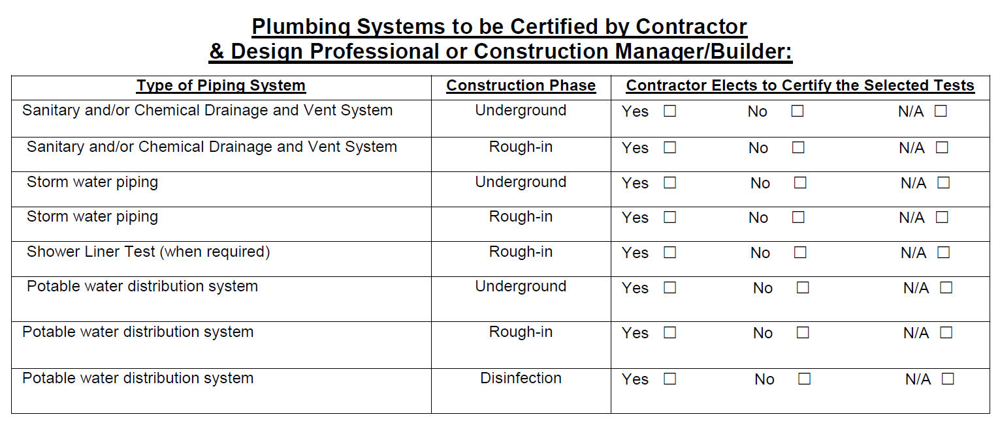 Plumbing Systems to be Certified by Contractor
& Design Professional or Construction Manager/Builder:
Type of Piping System Construction Phase Contractor Elects to Certify the Selected Tests
Sanitary and/or Chemical Drainage and Vent System Underground Yes ☐ No ☐ N/A ☐
Sanitary and/or Chemical Drainage and Vent System Rough-in Yes ☐ No ☐ N/A ☐
Storm water piping Underground Yes ☐ No ☐ N/A ☐
Storm water piping Rough-in Yes ☐ No ☐ N/A ☐
Shower Liner Test (when required) Rough-in Yes ☐ No ☐ N/A ☐
Potable water distribution system Underground Yes ☐ No ☐ N/A ☐
Potable water distribution system Rough-in Yes ☐ No ☐ N/A ☐
Potable water distribution system Disinfection Yes ☐ No ☐ N/A ☐